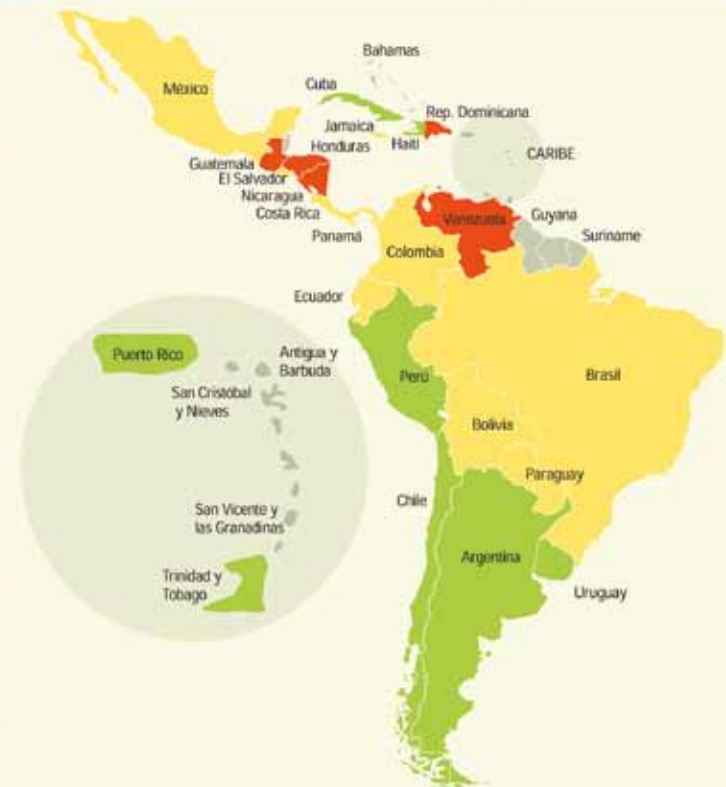 Bahamas
México
Cuba
Rep. Dominicana
Jamaica
Honduras
Haití
CARIBE
Guatemala
El Salvador
Nicaragua
Costa Rica
Panamá
Venezuela
Guyana
Suriname
Colombia
Ecuador
Puerto Rico
Antigua y
Barbuda
San Cristóbal
y Nieves
Perú
Brasil
Bolivia
Paraguay
Chile
San Vicente y
las Granadinas
Argentina
Trinidad y
Tobago
Uruguay